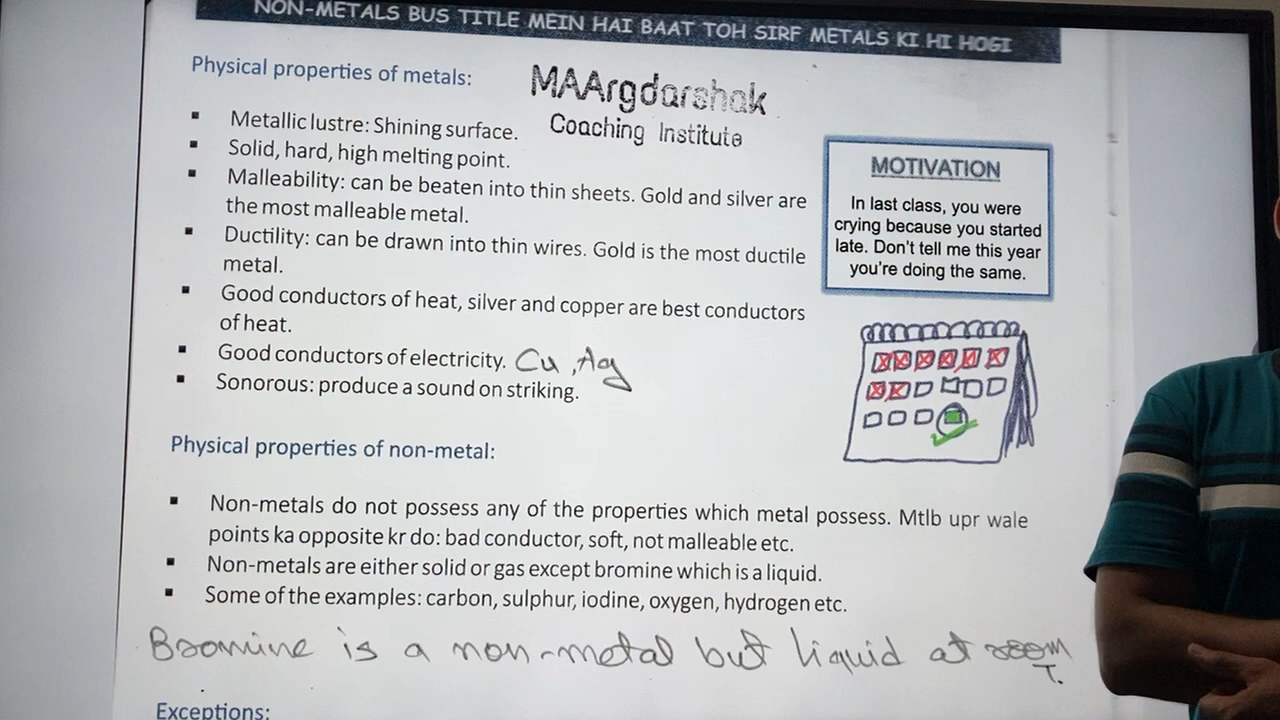 NON-METALS BUS TITLE MEIN HAI BAAT TOH SIRF METALS KI HI HOGI
Physical properties of metals:
MAArgdarshak
Coaching Institute
▪ Metallic lustre: Shining surface.
▪ Solid, hard, high melting point.
▪ Malleability: can be beaten into thin sheets. Gold and silver are
the most malleable metal.
▪ Ductility: can be drawn into thin wires. Gold is the most ductile
metal.
▪ Good conductors of heat, silver and copper are best conductors
of heat.
▪ Good conductors of electricity. Cu, Ag
▪ Sonorous: produce a sound on striking.
MOTIVATION
In last class, you were
crying because you started
late. Don't tell me this year
you're doing the same.
Physical properties of non-metal:
▪ Non-metals do not possess any of the properties which metal possess. Mtlb upr wale
points ka opposite kr do: bad conductor, soft, not malleable etc.
▪ Non-metals are either solid or gas except bromine which is a liquid.
▪ Some of the examples: carbon, sulphur, iodine, oxygen, hydrogen etc.
Bromine is a non-metal but liquid at room
T.
Exceptions: